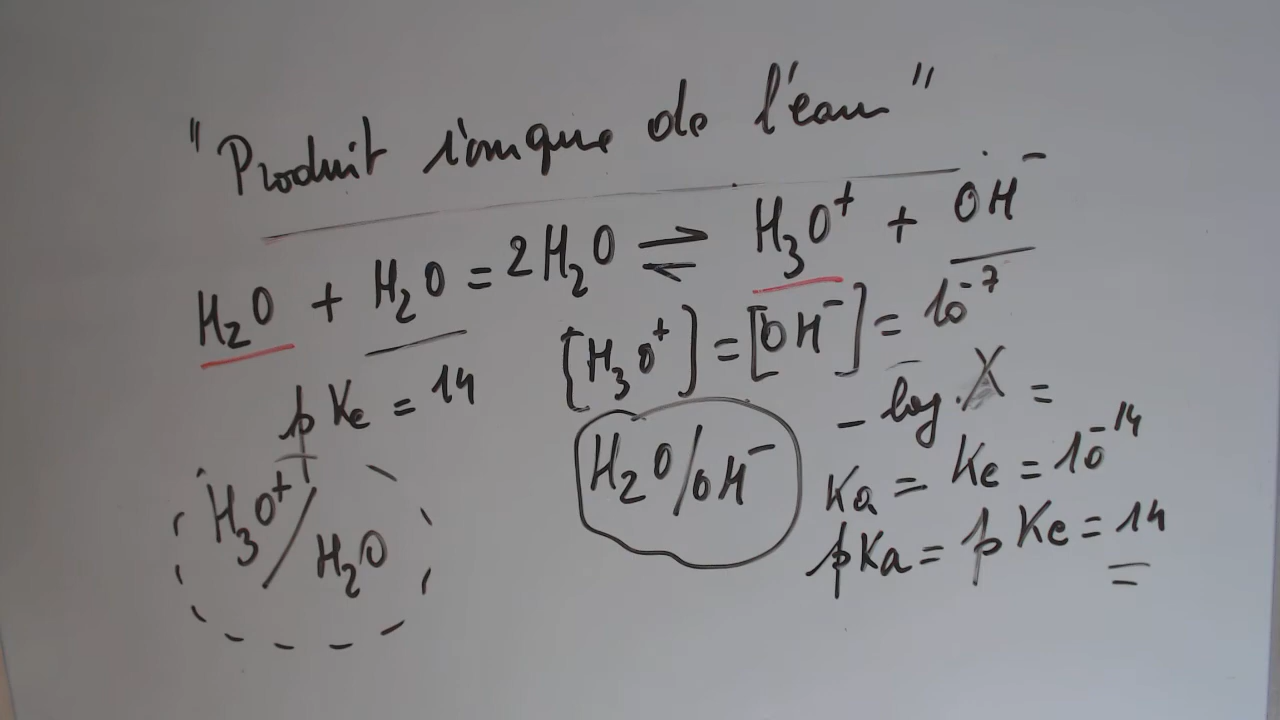 "Produit ionique de l'eau"
H₂O + H₂O = 2H₂O ⇌ H₃O⁺ + OH⁻
[H₃O⁺] = [OH⁻] = 10⁻⁷
pKe = 14
- log X =
H₃O⁺/H₂O
H₂O/OH⁻
Ka = Ke = 10⁻¹⁴
pKa = pKe = 14